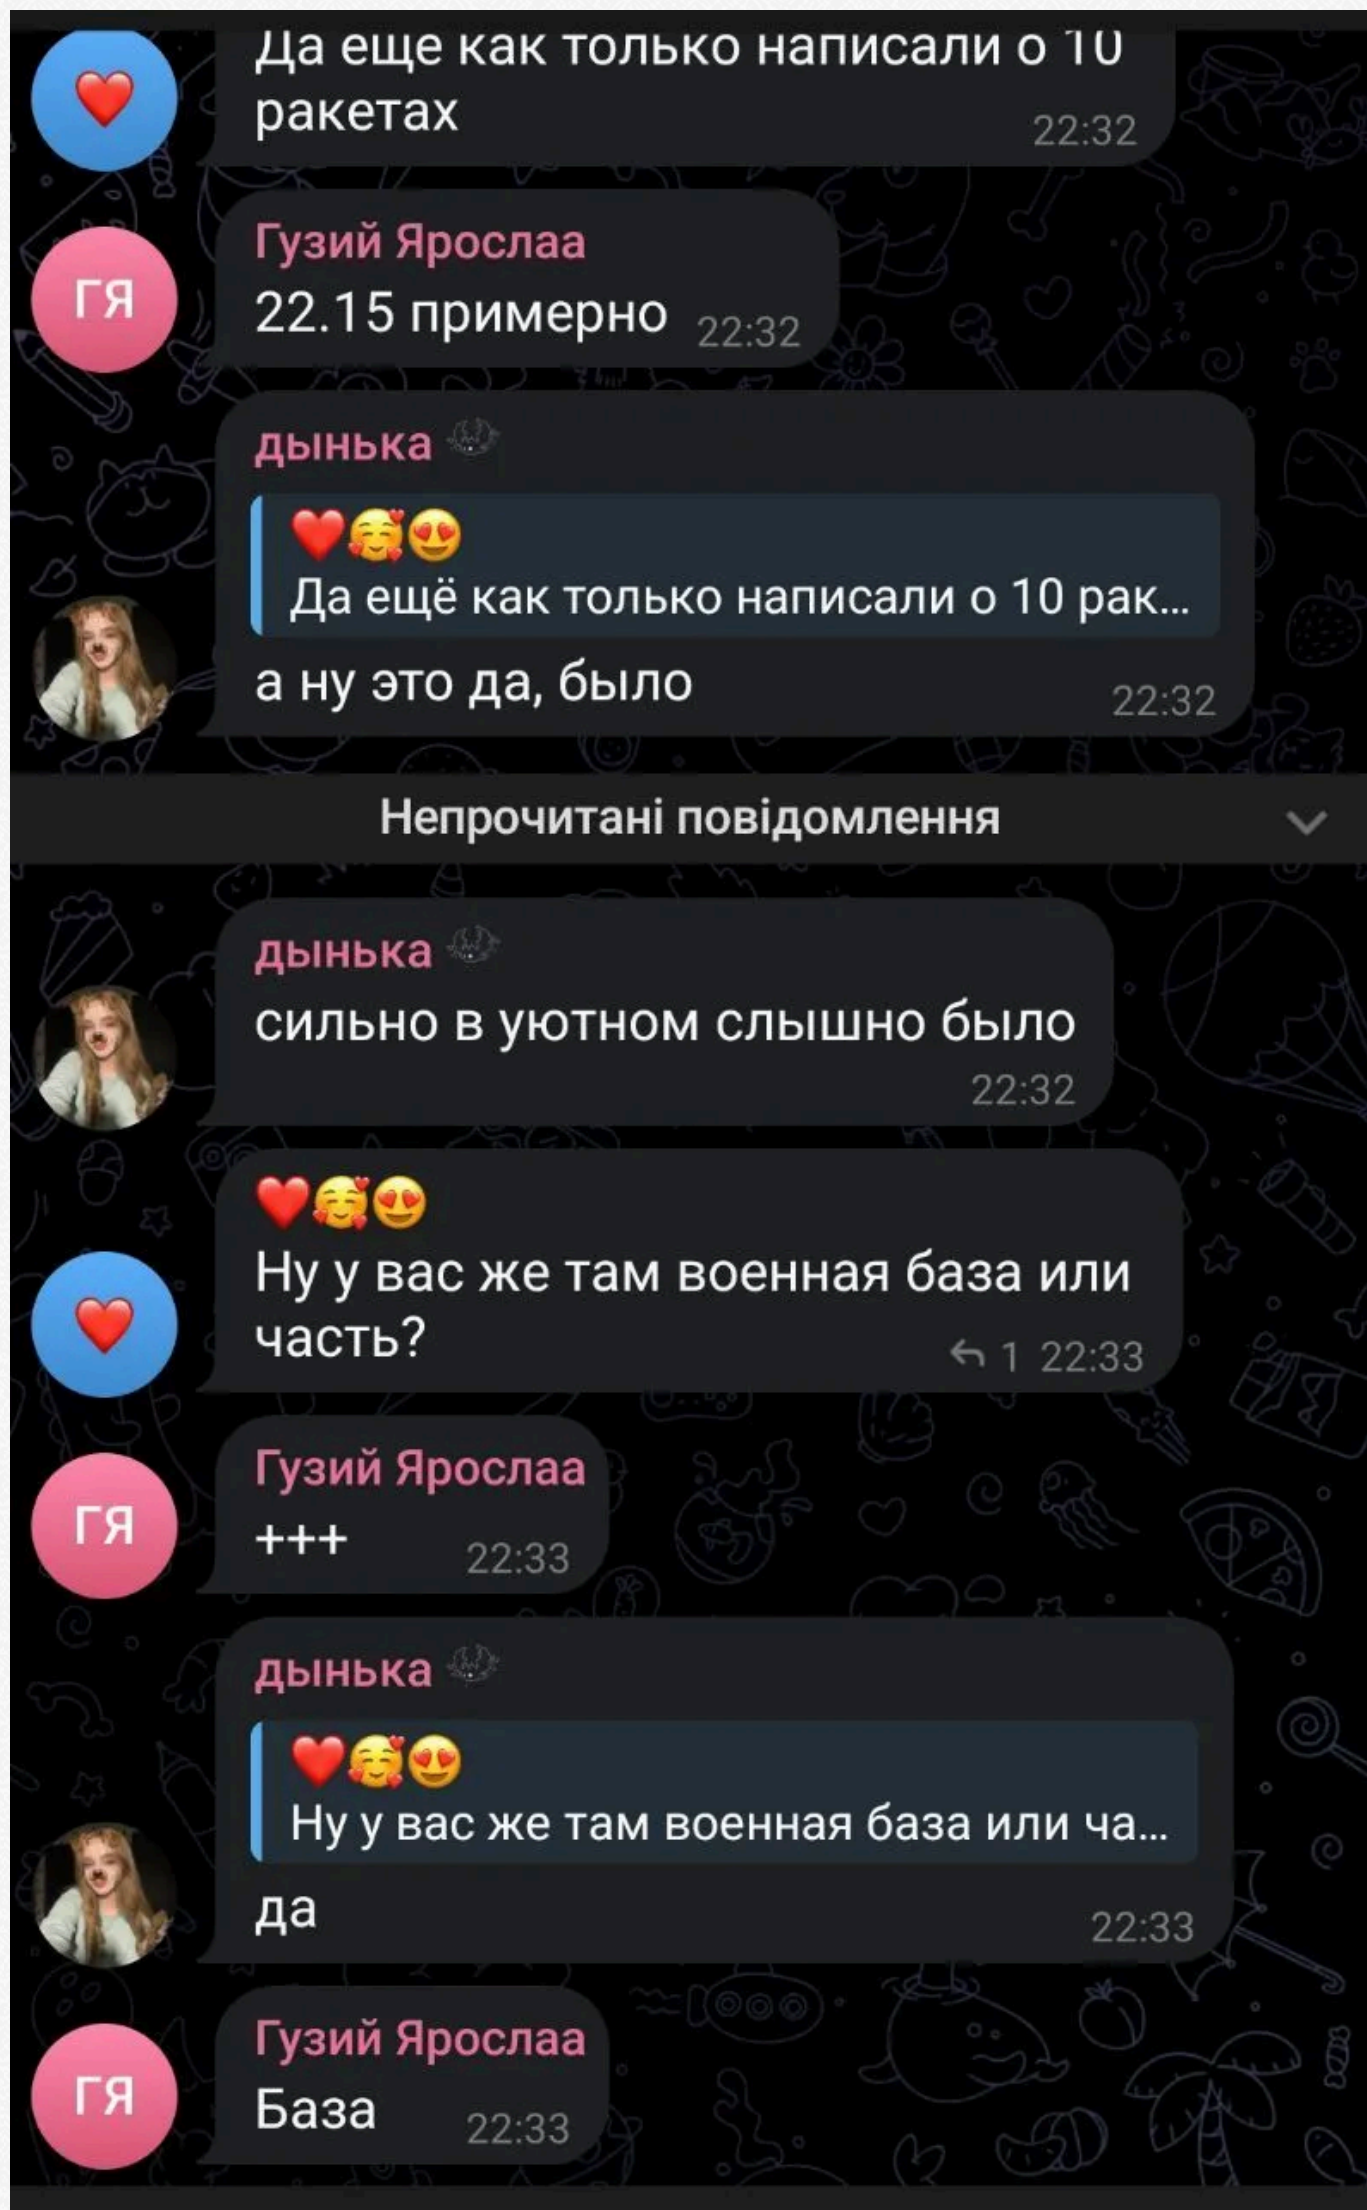 Да еще как только написали о 10
ракетах
22:32
Гузий Ярослаа
ГЯ
22.15 примерно 22:32
дынька
Да ещё как только написали о 10 рак...
а ну это да, было
22:32
Непрочитані повідомлення
дынька
сильно в уютном слышно было
22:32
Ну у вас же там военная база или
часть?
1 22:33
Гузий Ярослаа
ГЯ
+++ 22:33
дынька
Ну у вас же там военная база или ча...
да
22:33
Гузий Ярослаа
ГЯ
База 22:33